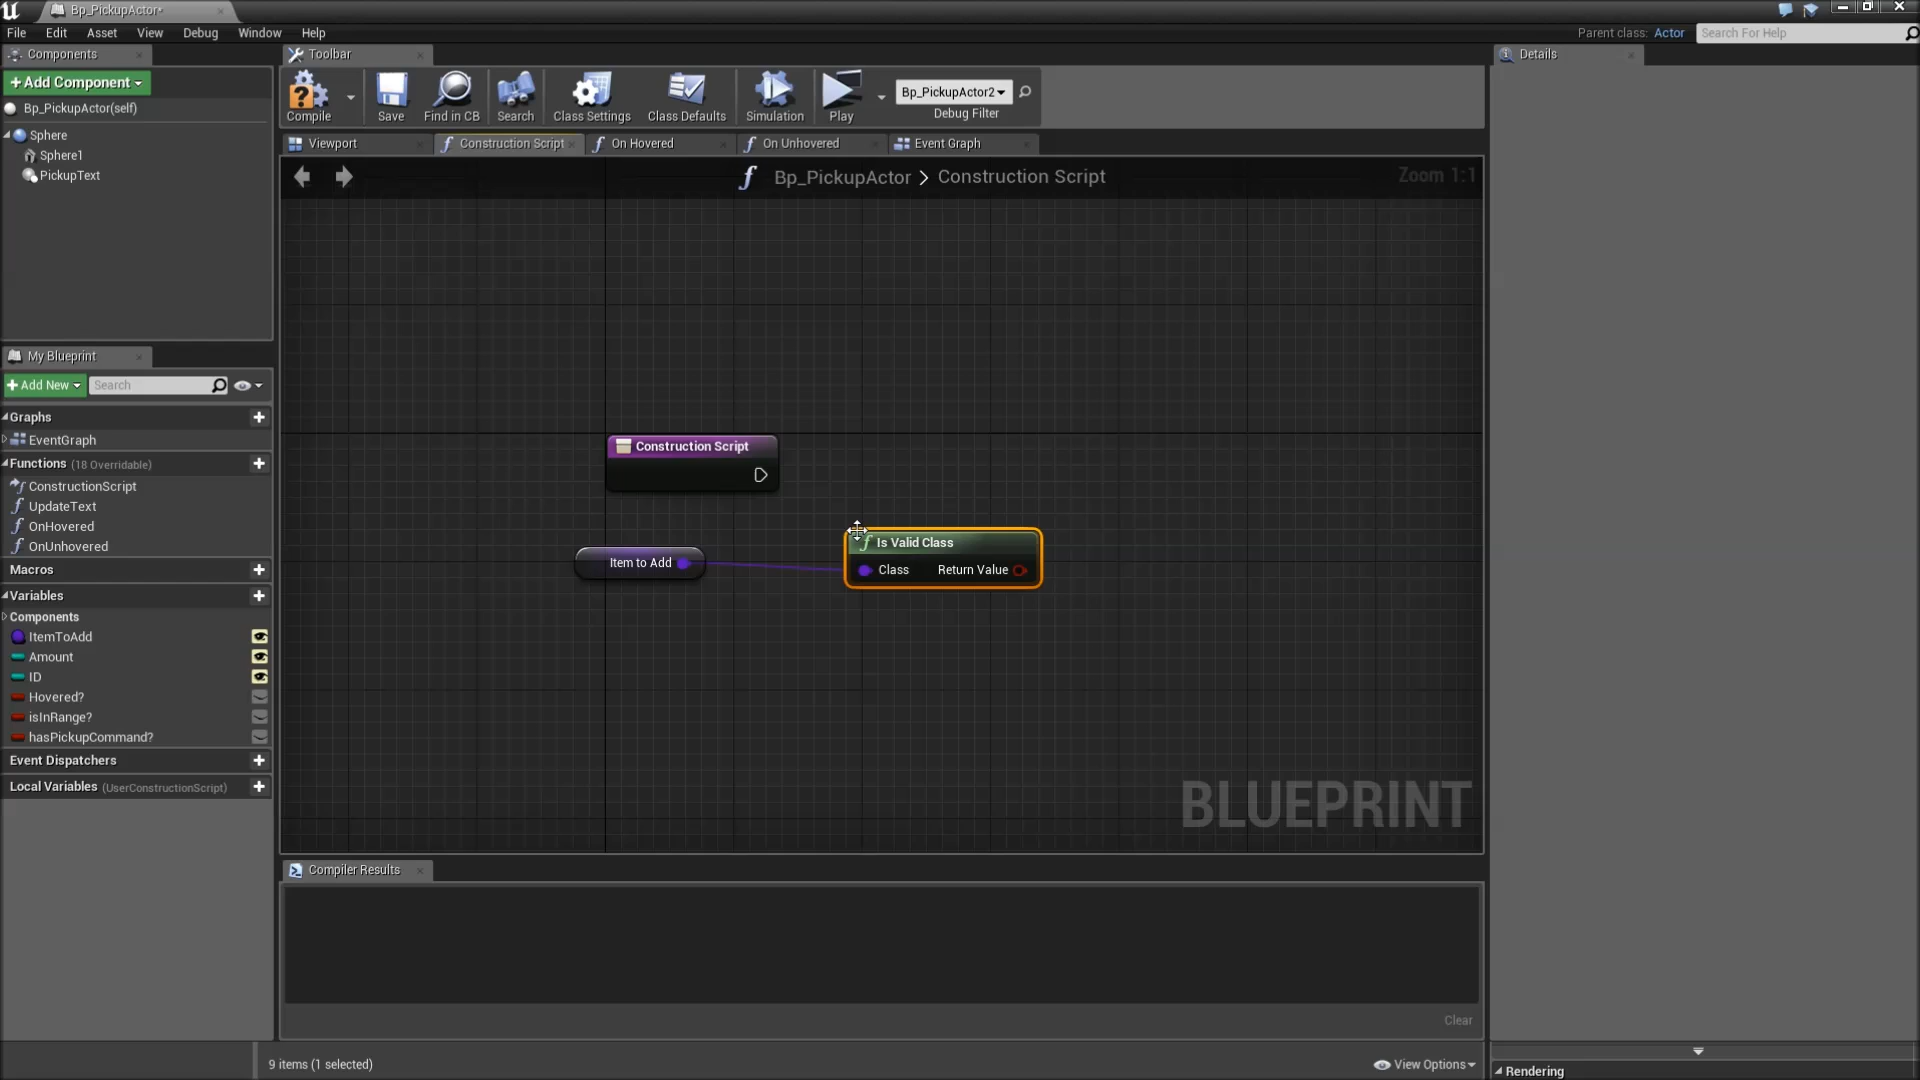 Bp_PickupActor*
File Edit Asset View Debug Window Help
Parent class: Actor
Search For Help
Components
+Add Component
Bp_PickupActor(self)
Sphere
Sphere1
PickupText
Toolbar
Compile
Save
Find in CB
Search
Class Settings
Class Defaults
Simulation
Play
Bp_PickupActor2
Debug Filter
Details
Viewport
Construction Script
On Hovered
On Unhovered
Event Graph
Bp_PickupActor > Construction Script
Zoom 1:1
My Blueprint
+Add New
Search
Graphs
EventGraph
Functions (18 Overridable)
ConstructionScript
UpdateText
OnHovered
OnUnhovered
Macros
Variables
Components
ItemToAdd
Amount
ID
Hovered?
isInRange?
hasPickupCommand?
Event Dispatchers
Local Variables (UserConstructionScript)
Construction Script
Item to Add
Is Valid Class
Class Return Value
BLUEPRINT
Compiler Results
Clear
9 items (1 selected)
View Options
Rendering